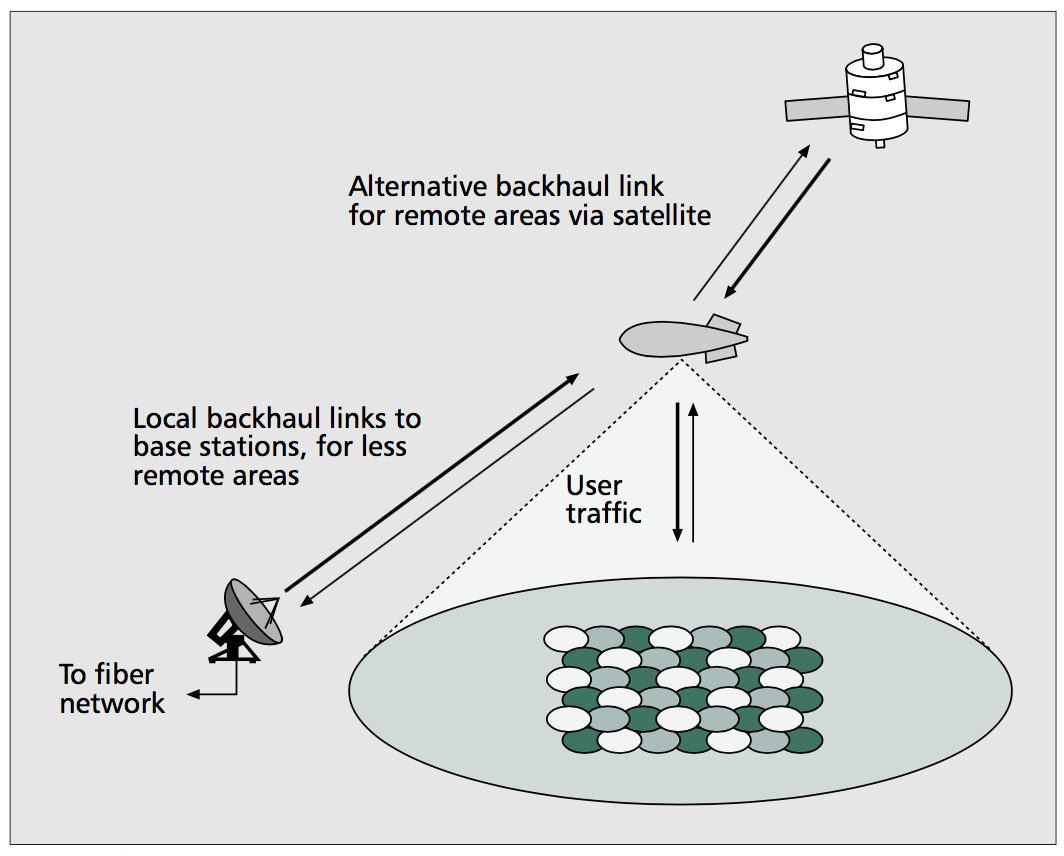 Alternative backhaul link
for remote areas via satellite
Local backhaul links to
base stations, for less
remote areas
User
traffic
To fiber
network